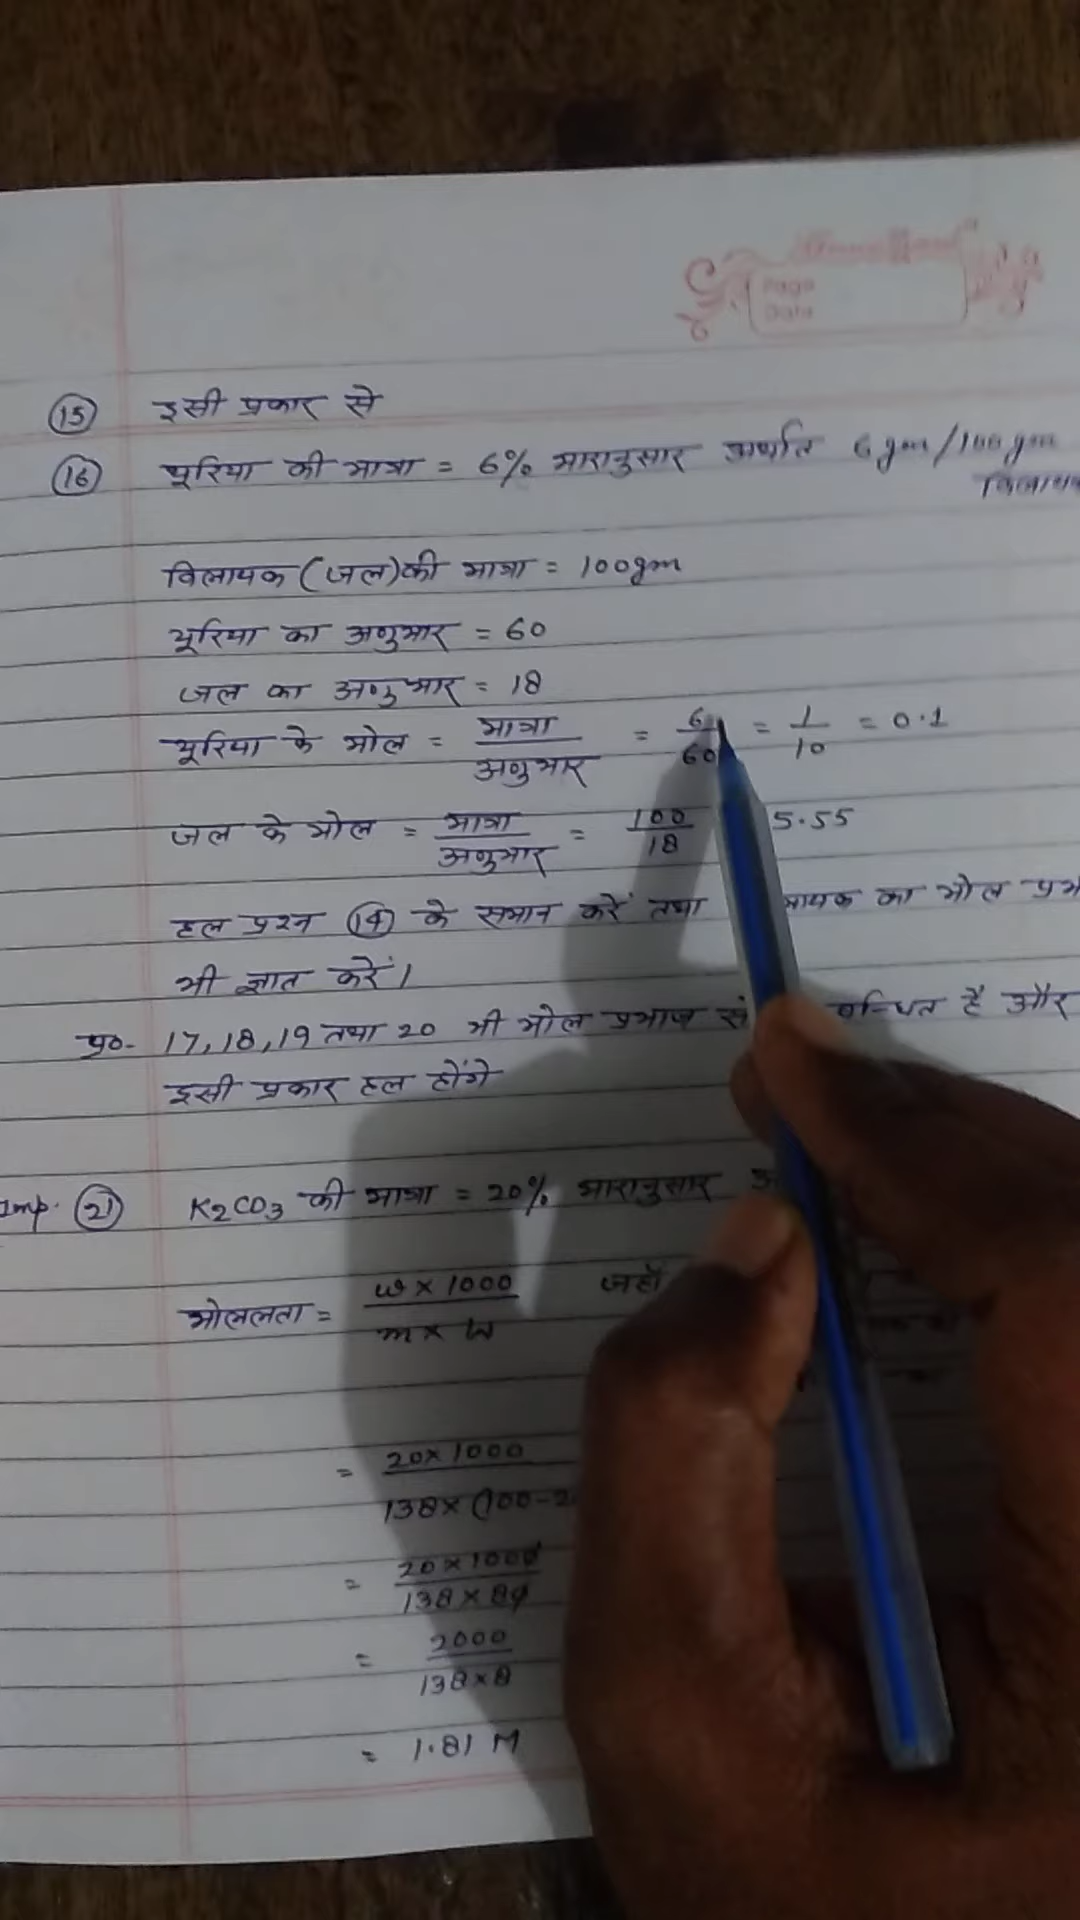 Page
Date
15 इसी प्रकार से
16 यूरिया की मात्रा = 6% भारानुसार अर्थात 6 gm/100 gm
विलायक (जल) की मात्रा = 100gm
यूरिया का अणुभार = 60
जल का अणुभार = 18
यूरिया के मोल = मात्रा/अणुभार = 6/60 = 1/10 = 0.1
जल के मोल = मात्रा/अणुभार = 100/18 5.55
हल प्रश्न 14 के समान करें तथा का मोल
भी ज्ञात करें।
प्र०- 17, 18, 19 तथा 20 भी मोल प्रभाज है और
इसी प्रकार हल होंगे
Imp. 21 K2CO3 की मात्रा = 20% भारानुसार
मोललता = w × 1000 / m × W जहाँ
= 20 × 1000 / 138 × (100-2
= 20 × 1000 / 138 × 80
= 2000 / 138 × 8
= 1.81 M